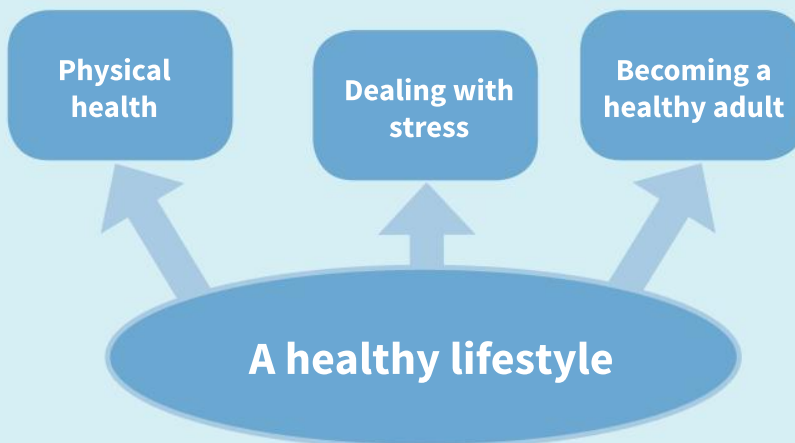 Physical
health
Dealing with
stress
Becoming a
healthy adult
A healthy lifestyle